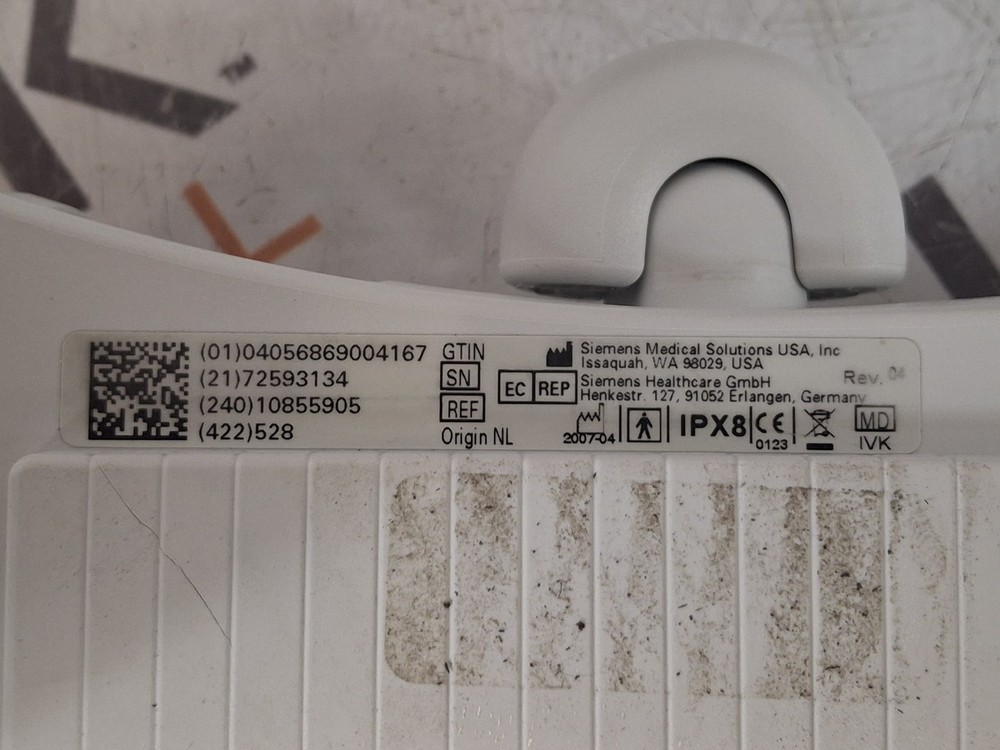 TM
(01)04056869004167 GTIN
(21)72593134 SN
(240)10855905 REF
(422)528 Origin NL
Siemens Medical Solutions USA, Inc
Issaquah, WA 98029, USA
EC REP Siemens Healthcare GmbH
Henkestr. 127, 91052 Erlangen, Germany
Rev. 04
2007-04 IPX8 CE 0123 MD
IVK